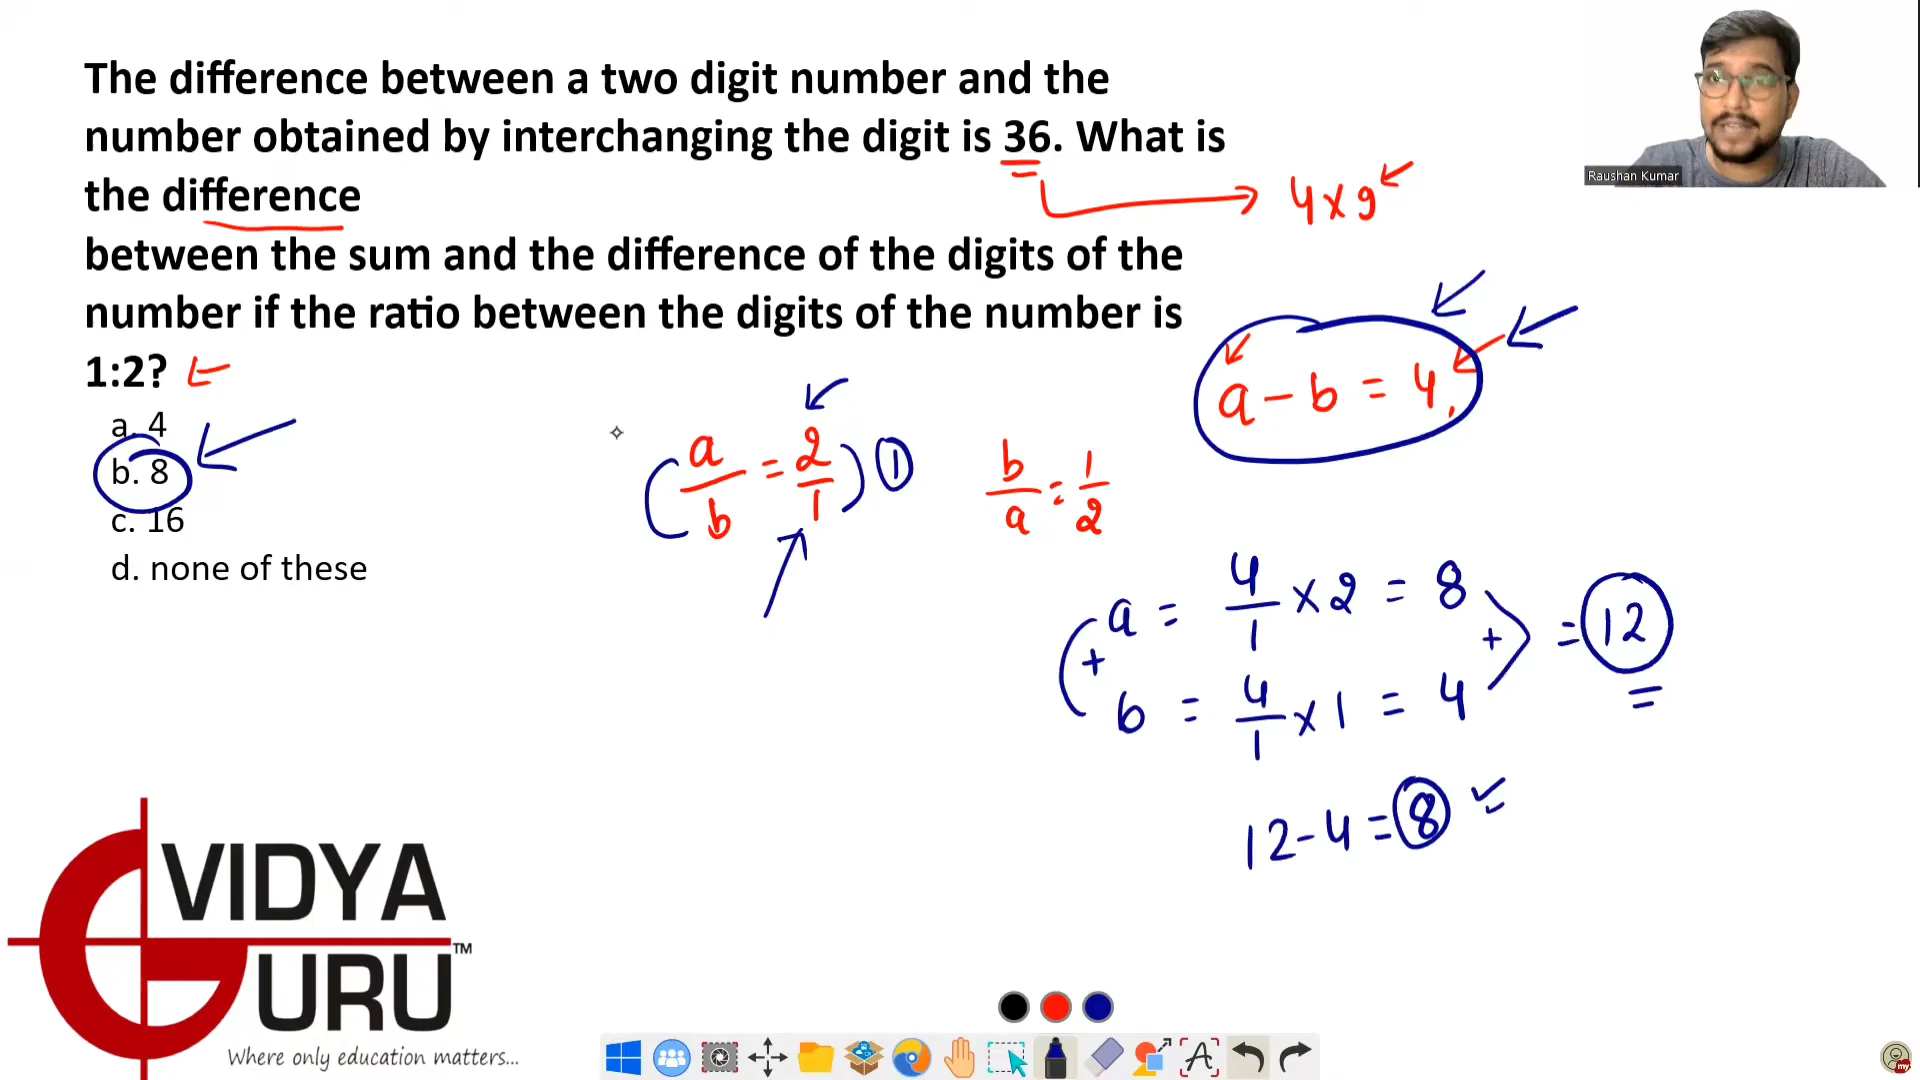 The difference between a two digit number and the
number obtained by interchanging the digit is 36. What is
the difference
between the sum and the difference of the digits of the
number if the ratio between the digits of the number is
1:2?
a. 4
b. 8
c. 16
d. none of these
4 x 9
a - b = 4,
(a/b = 2/1) 1
b/a = 1/2
a = 4/1 x 2 = 8
+ + = 12
b = 4/1 x 1 = 4
12 - 4 = 8
Raushan Kumar
VIDYA
GURU™
Where only education matters...
A
my